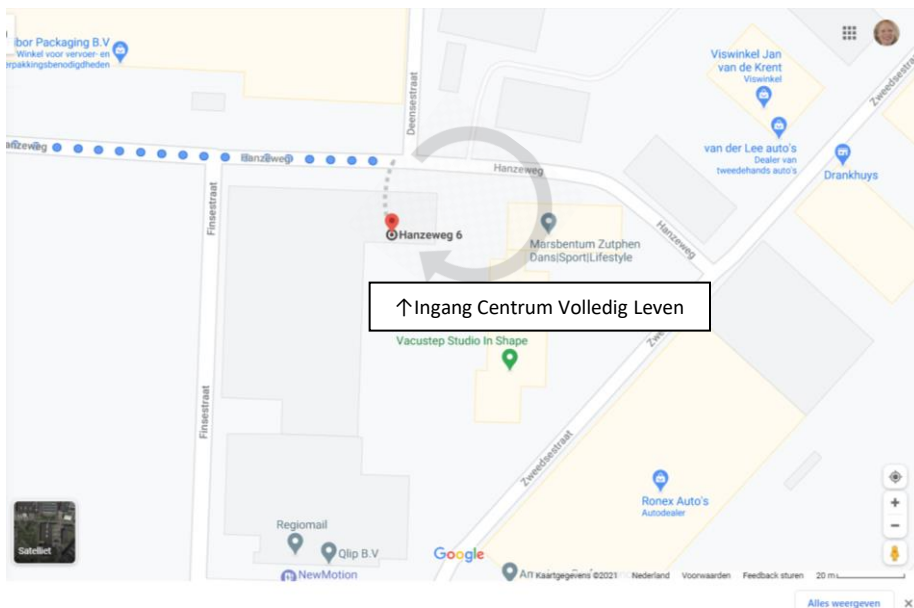 ibor Packaging B.V
Winkel voor vervoer- en
erpakkingsbenodigdheden
Deensestraat
Viswinkel Jan
van de Krent
Viswinkel
Zweedsestra
van der Lee auto's
Dealer van
tweedehands auto's
Drankhuys
anzeweg
Hanzeweg
Hanzeweg
Finsestraat
Hanzeweg 6
Marsbentum Zutphen
Dans|Sport|Lifestyle
Hanzeweg
↑Ingang Centrum Volledig Leven
Vacustep Studio In Shape
Zwe
Finsestraat
Zweedsestraat
Ronex Auto's
Autodealer
Regiomail
Qlip B.V
Satelliet
Google
NewMotion
Kaartgegevens ©2021 Nederland Voorwaarden Feedback sturen 20 m
Alles weergeven